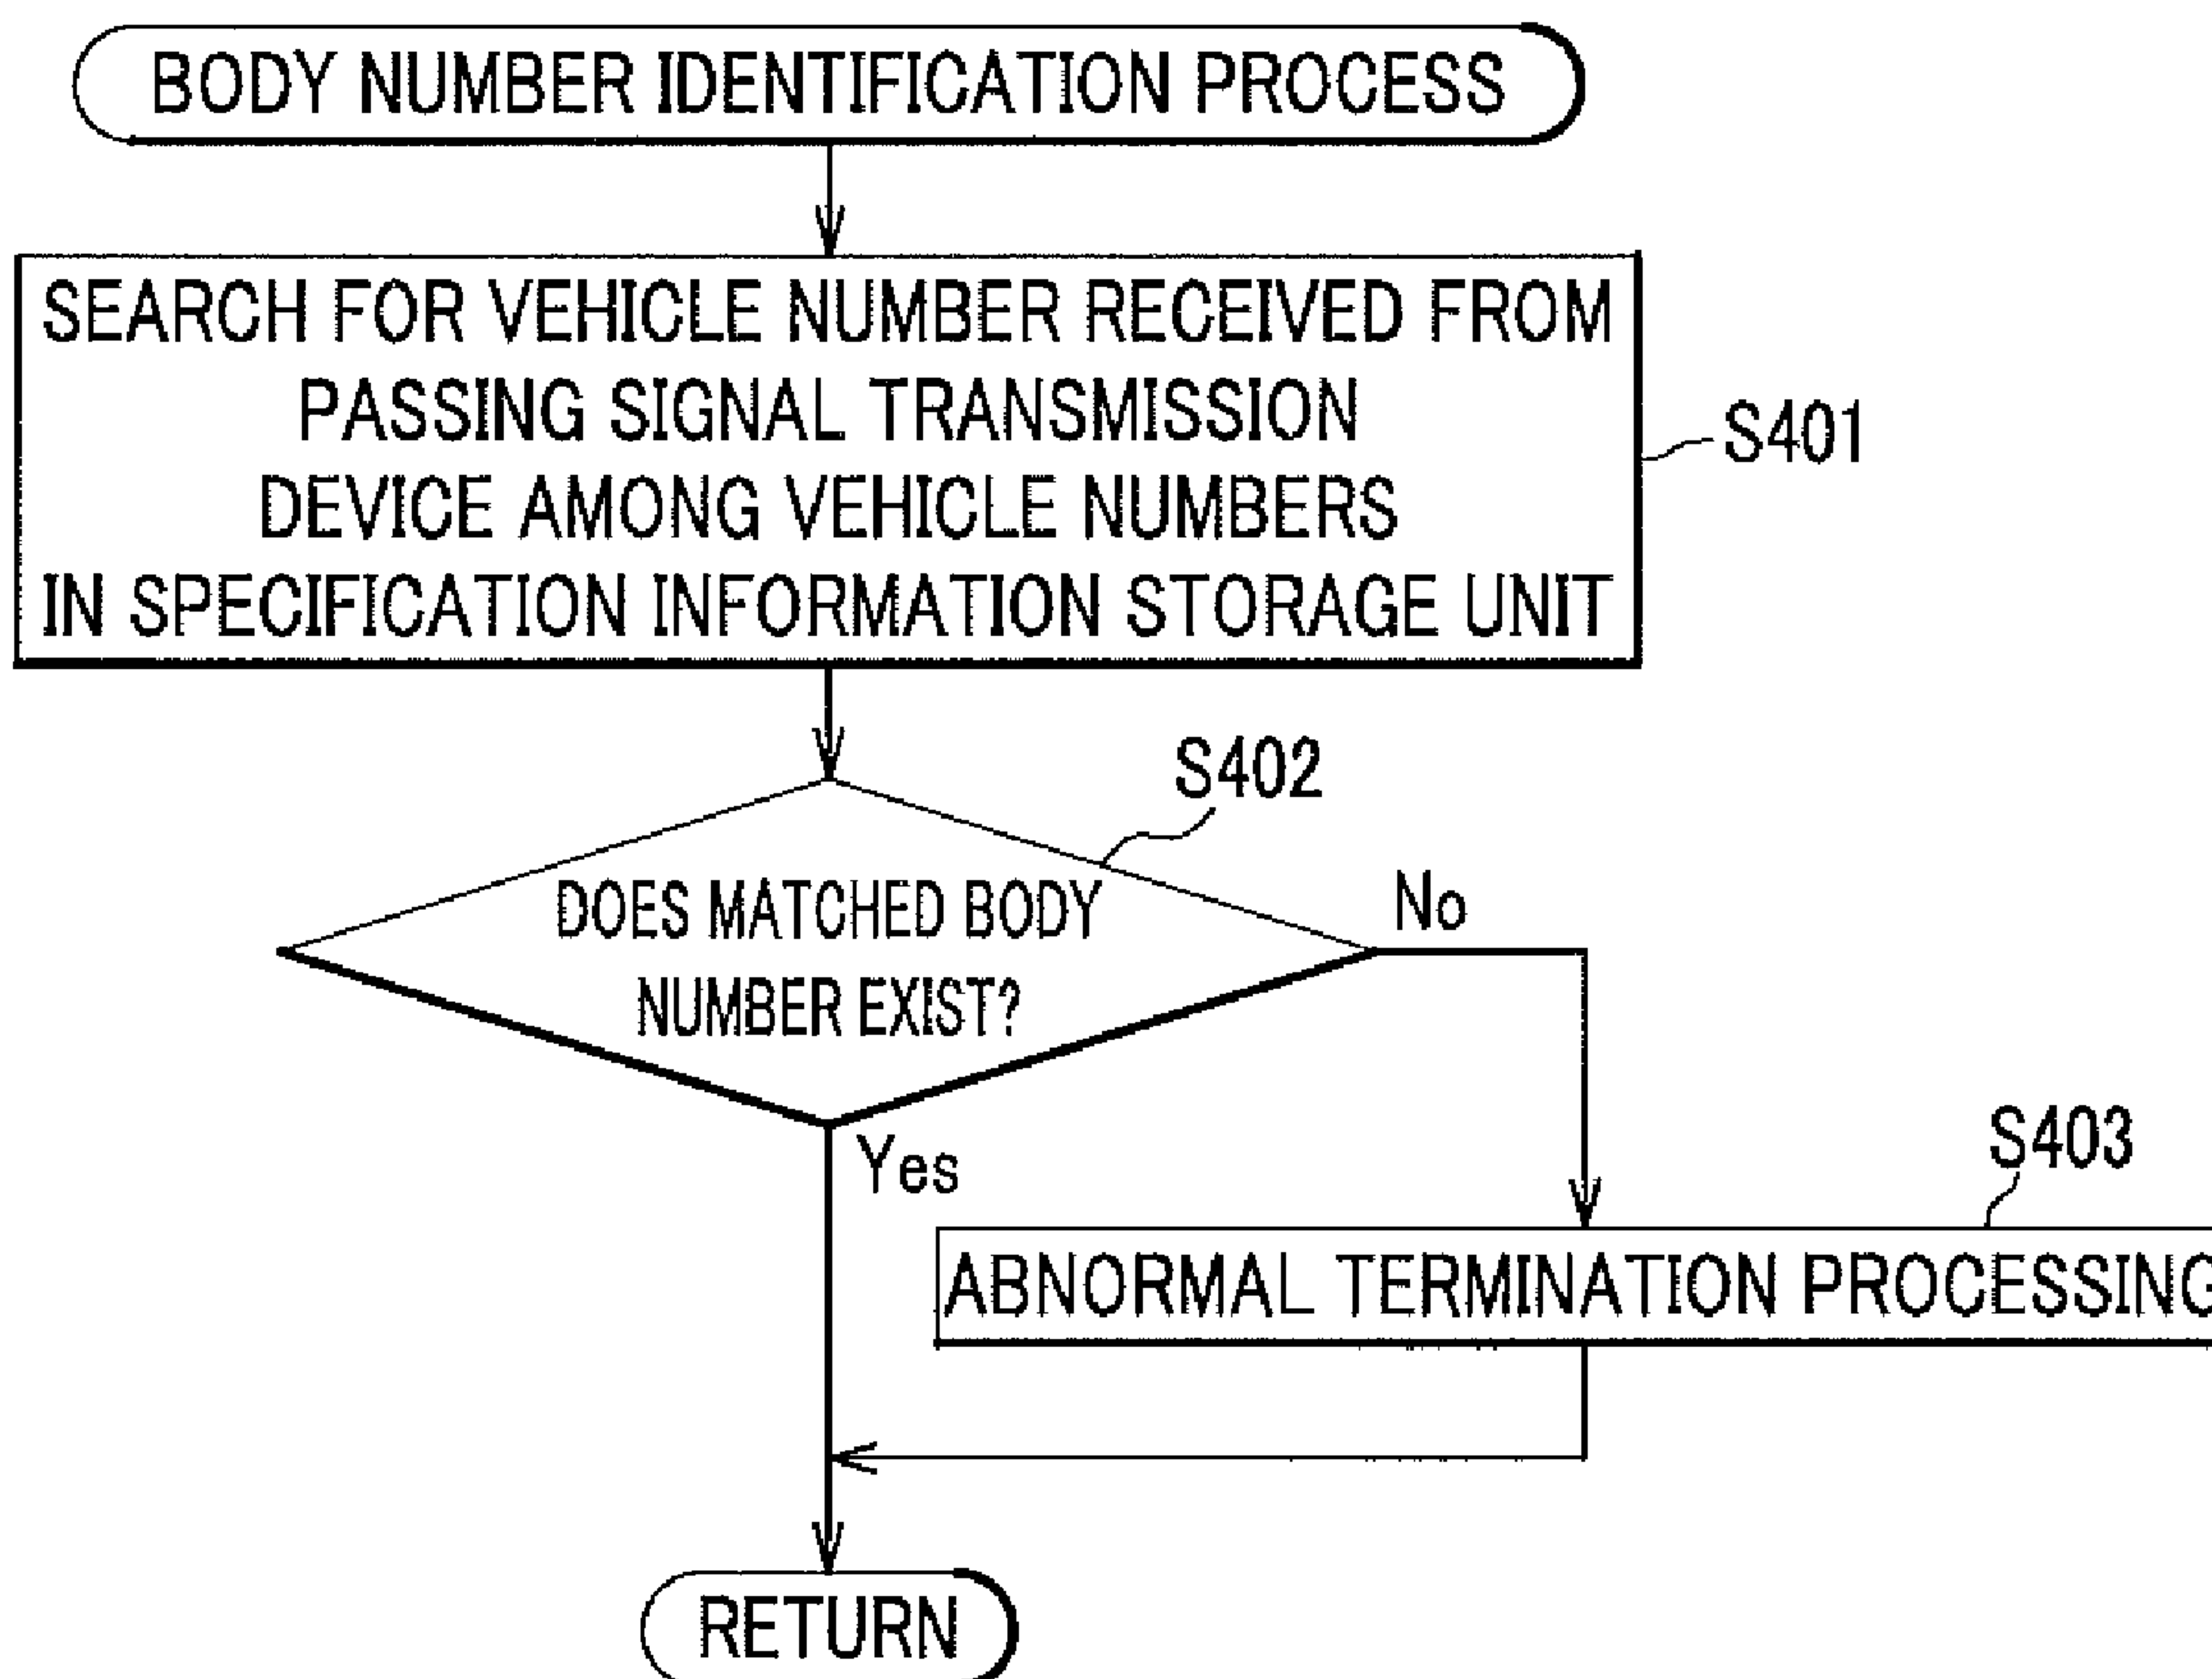 BODY NUMBER IDENTIFICATION PROCESS
SEARCH FOR VEHICLE NUMBER RECEIVED FROM
PASSING SIGNAL TRANSMISSION
DEVICE AMONG VEHICLE NUMBERS
IN SPECIFICATION INFORMATION STORAGE UNIT
S401
S402
DOES MATCHED BODY
NUMBER EXIST?
No
Yes
S403
ABNORMAL TERMINATION PROCESSING
RETURN